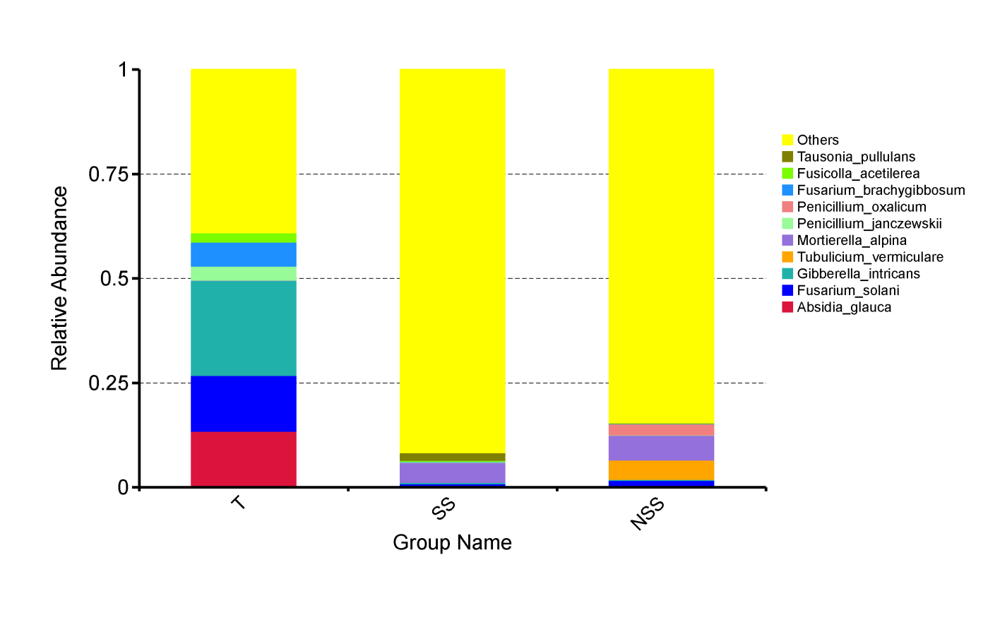 1
0.75
0.5
0.25
0
Relative Abundance
T
SS
NSS
Group Name
Others
Tausonia_pullulans
Fusicolla_acetilerea
Fusarium_brachygibbosum
Penicillium_oxalicum
Penicillium_janczewskii
Mortierella_alpina
Tubulicium_vermiculare
Gibberella_intricans
Fusarium_solani
Absidia_glauca